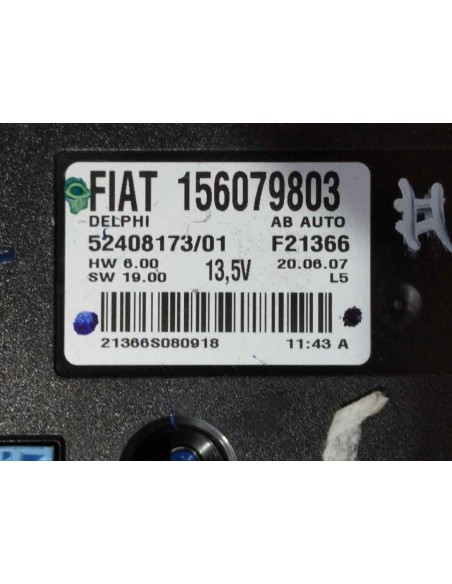 FIAT 156079803
DELPHI AB AUTO
52408173/01 F21366
HW 6.00 13,5V 20.06.07
SW 19.00 L5
21366S080918 11:43 A